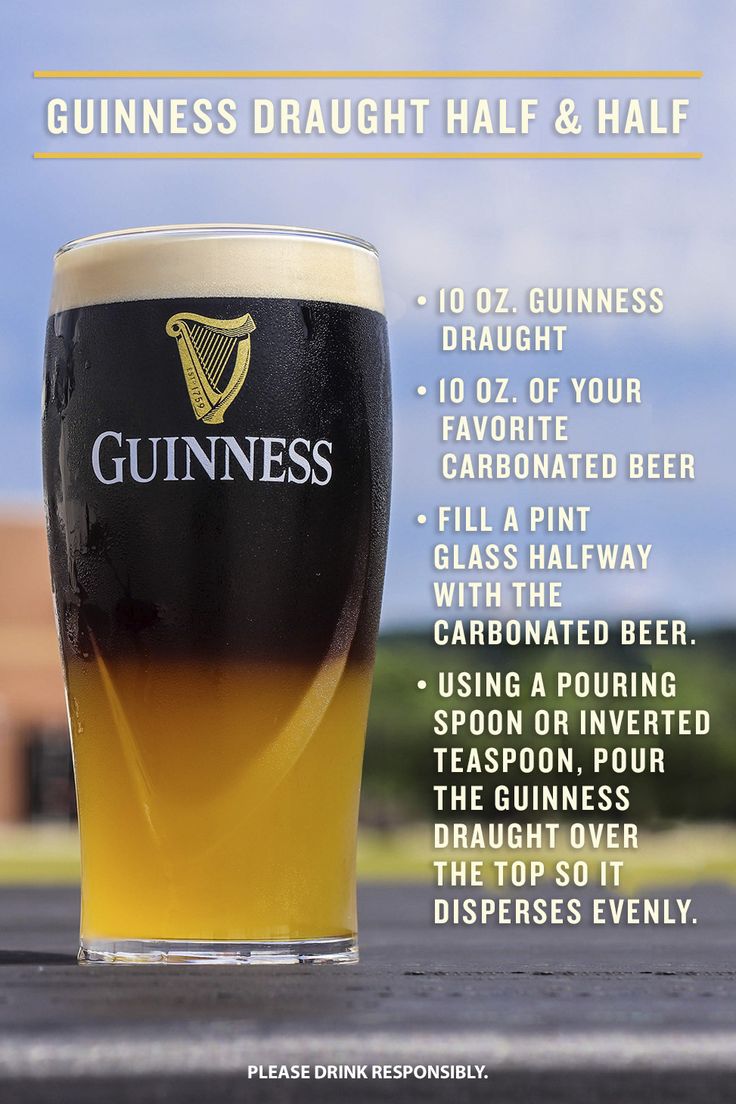 GUINNESS DRAUGHT HALF & HALF
EST. 1759
GUINNESS
• 10 OZ. GUINNESS
DRAUGHT
• 10 OZ. OF YOUR
FAVORITE
CARBONATED BEER
• FILL A PINT
GLASS HALFWAY
WITH THE
CARBONATED BEER.
• USING A POURING
SPOON OR INVERTED
TEASPOON, POUR
THE GUINNESS
DRAUGHT OVER
THE TOP SO IT
DISPERSES EVENLY.
PLEASE DRINK RESPONSIBLY.